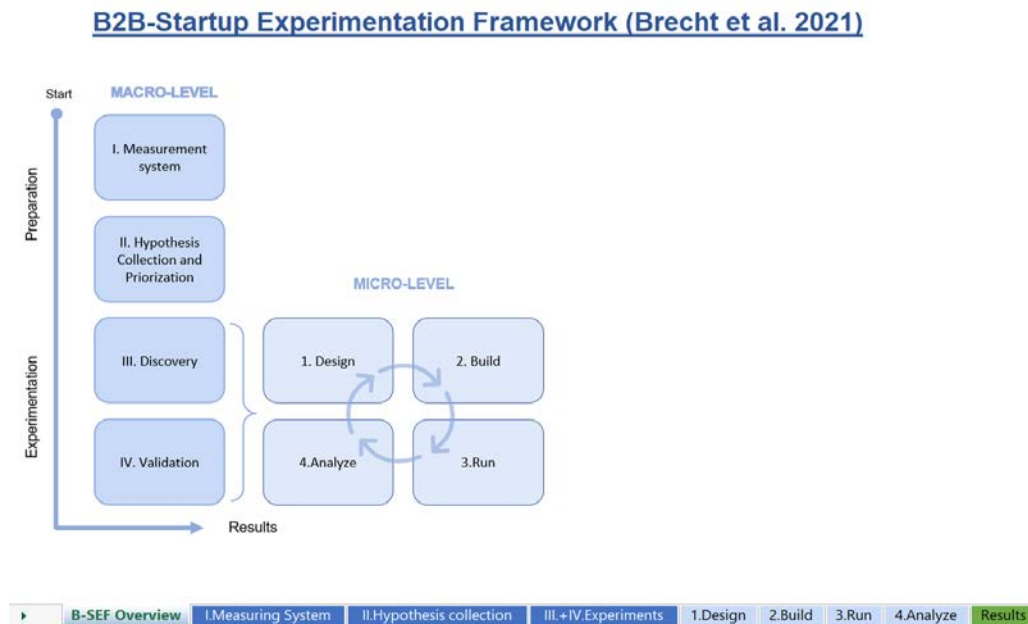 B2B-Startup Experimentation Framework (Brecht et al. 2021)
Start
MACRO-LEVEL
Preparation
I. Measurement
system
II. Hypothesis
Collection and
Priorization
MICRO-LEVEL
Experimentation
III. Discovery
1. Design
2. Build
IV. Validation
4.Analyze
3.Run
Results
B-SEF Overview I.Measuring System II.Hypothesis collection III.+IV.Experiments 1.Design 2.Build 3.Run 4.Analyze Results